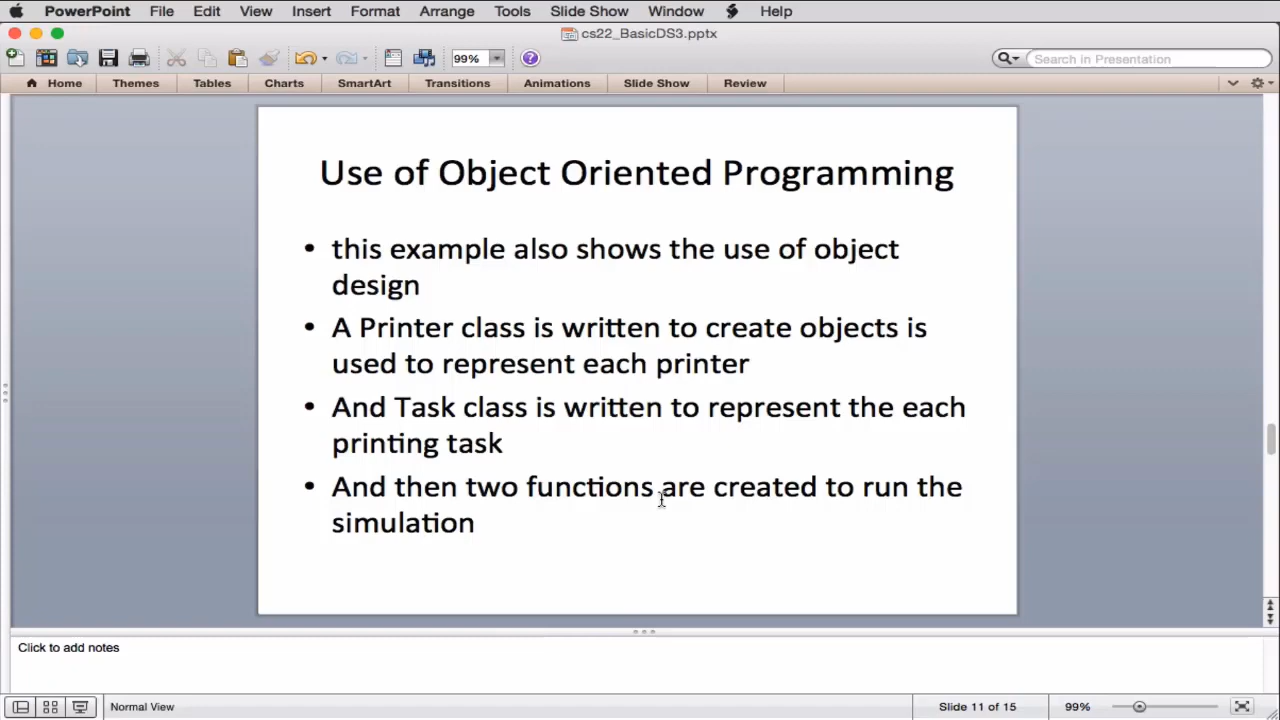 PowerPoint File Edit View Insert Format Arrange Tools Slide Show Window Help
cs22_BasicDS3.pptx
99% Search in Presentation
Home Themes Tables Charts SmartArt Transitions Animations Slide Show Review
Use of Object Oriented Programming
• this example also shows the use of object
design
• A Printer class is written to create objects is
used to represent each printer
• And Task class is written to represent the each
printing task
• And then two functions are created to run the
simulation
Click to add notes
Normal View Slide 11 of 15 99%